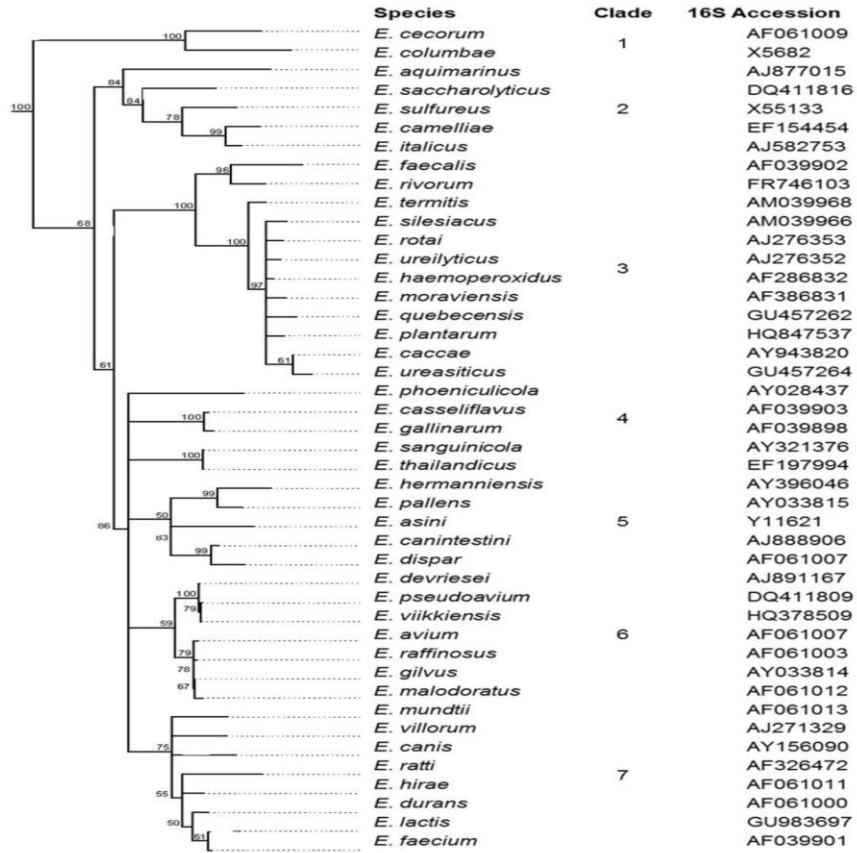 Species Clade 16S Accession
E. cecorum AF061009
100 1
E. columbae X5682
E. aquimarinus AJ877015
84
E. saccharolyticus DQ411816
84
100
E. sulfureus 2 X55133
78
E. camelliae EF154454
99
E. italicus AJ582753
E. faecalis AF039902
96
E. rivorum FR746103
E. termitis AM039968
100
68 E. silesiacus AM039966
100 E. rotai AJ276353
E. ureilyticus AJ276352
3
E. haemoperoxidus AF286832
97
E. moraviensis AF386831
E. quebecensis GU457262
E. plantarum HQ847537
E. caccae AY943820
61
61
E. ureasiticus GU457264
E. phoeniculicola AY028437
E. casseliflavus AF039903
100 4
E. gallinarum AF039898
E. sanguinicola AY321376
100
E. thailandicus EF197994
E. hermanniensis AY396046
99
E. pallens AY033815
50
86 E. asini 5 Y11621
83 E. canintestini AJ888906
99
E. dispar AF061007
E. devriesei AJ891167
100
E. pseudoavium DQ411809
79
E. viikkiensis HQ378509
59
E. avium 6 AF061007
79 E. raffinosus AF061003
78 E. gilvus AY033814
67 E. malodoratus AF061012
E. mundtii AF061013
E. villorum AJ271329
75 E. canis AY156090
E. ratti AF326472
7
E. hirae AF061011
55
E. durans AF061000
50 E. lactis GU983697
61 E. faecium AF039901